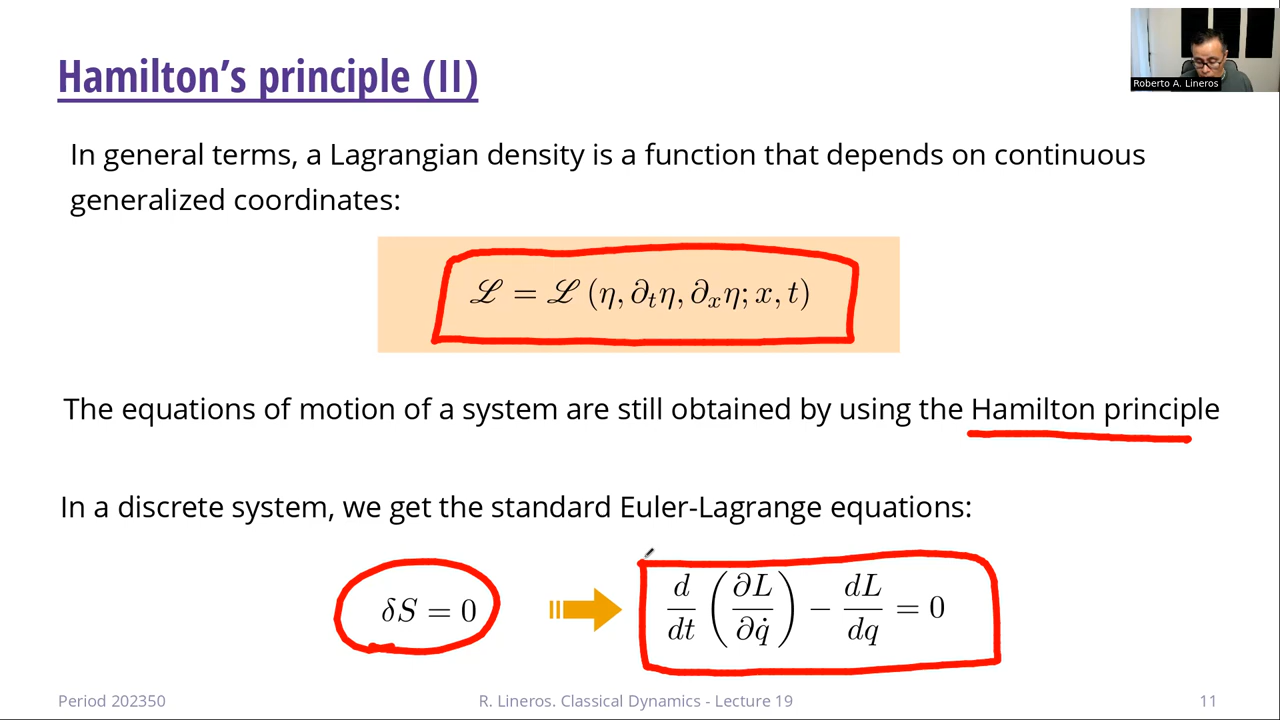 Hamilton's principle (II)
Roberto A. Lineros
In general terms, a Lagrangian density is a function that depends on continuous
generalized coordinates:
ℒ = ℒ (η, ∂ₜη, ∂ₓη; x, t)
The equations of motion of a system are still obtained by using the Hamilton principle
In a discrete system, we get the standard Euler-Lagrange equations:
δS = 0
d/dt (∂L/∂q̇) − dL/dq = 0
Period 202350
R. Lineros. Classical Dynamics - Lecture 19
11